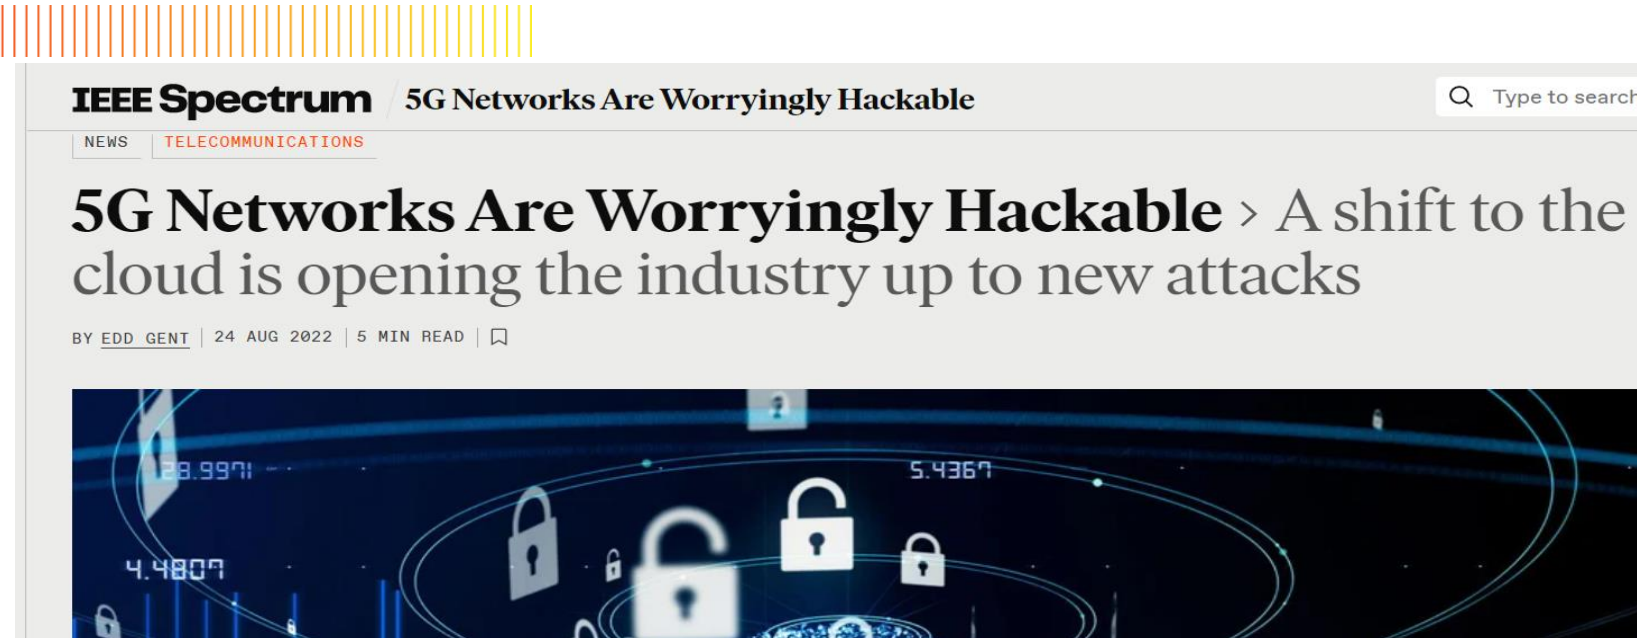 IEEE Spectrum / 5G Networks Are Worryingly Hackable
Type to search
NEWS TELECOMMUNICATIONS
5G Networks Are Worryingly Hackable > A shift to the
cloud is opening the industry up to new attacks
BY EDD GENT | 24 AUG 2022 | 5 MIN READ
28.9971
5.4367
4.4807